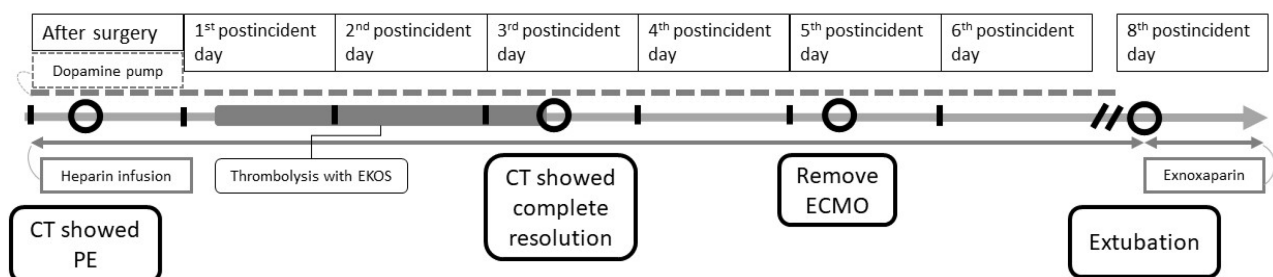 After surgery
1st postincident
day
2nd postincident
day
3rd postincident
day
4th postincident
day
5th postincident
day
6th postincident
day
8th postincident
day
Dopamine pump
Heparin infusion
Thrombolysis with EKOS
Exnoxaparin
CT showed
PE
CT showed
complete
resolution
Remove
ECMO
Extubation